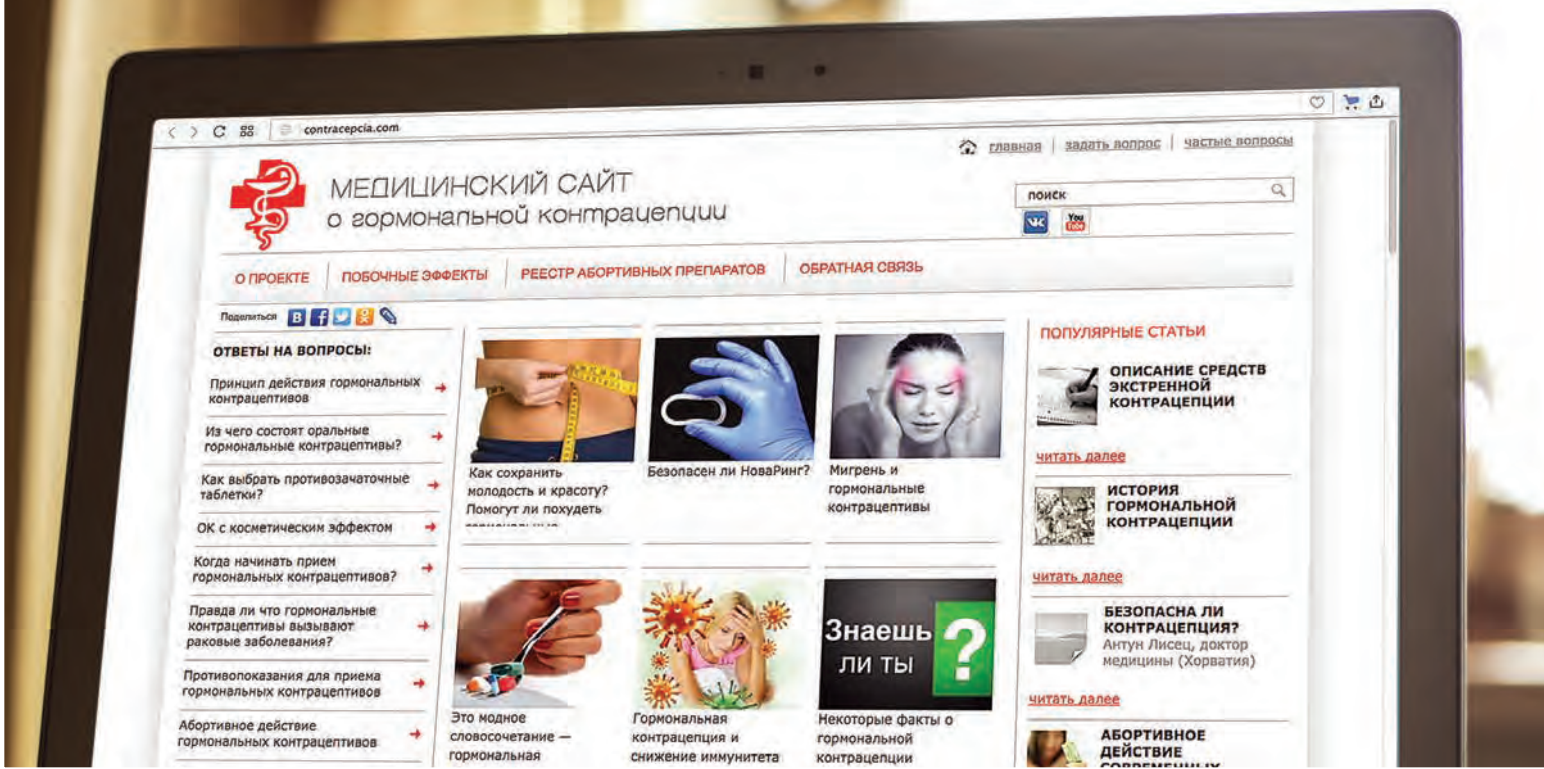 contracepcia.com
главная | задать вопрос | частые вопросы
МЕДИЦИНСКИЙ САЙТ
о гормональной контрацепции
поиск
You
Tube
О ПРОЕКТЕ
ПОБОЧНЫЕ ЭФФЕКТЫ
РЕЕСТР АБОРТИВНЫХ ПРЕПАРАТОВ
ОБРАТНАЯ СВЯЗЬ
Поделиться
ОТВЕТЫ НА ВОПРОСЫ:
Принцип действия гормональных
контрацептивов
Из чего состоят оральные
гормональные контрацептивы?
Как выбрать противозачаточные
таблетки?
ОК с косметическим эффектом
Когда начинать прием
гормональных контрацептивов?
Правда ли что гормональные
контрацептивы вызывают
раковые заболевания?
Противопоказания для приема
гормональных контрацептивов
Абортивное действие
гормональных контрацептивов
Как сохранить
молодость и красоту?
Помогут ли похудеть
Безопасен ли НоваРинг?
Мигрень и
гормональные
контрацептивы
Это модное
словосочетание —
гормональная
Гормональная
контрацепция и
снижение иммунитета
Знаешь
ли ты
?
Некоторые факты о
гормональной
контрацепции
ПОПУЛЯРНЫЕ СТАТЬИ
ОПИСАНИЕ СРЕДСТВ
ЭКСТРЕННОЙ
КОНТРАЦЕПЦИИ
читать далее
ИСТОРИЯ
ГОРМОНАЛЬНОЙ
КОНТРАЦЕПЦИИ
читать далее
БЕЗОПАСНА ЛИ
КОНТРАЦЕПЦИЯ?
Антун Лисец, доктор
медицины (Хорватия)
читать далее
АБОРТИВНОЕ
ДЕЙСТВИЕ
СОВРЕМЕННЫХ